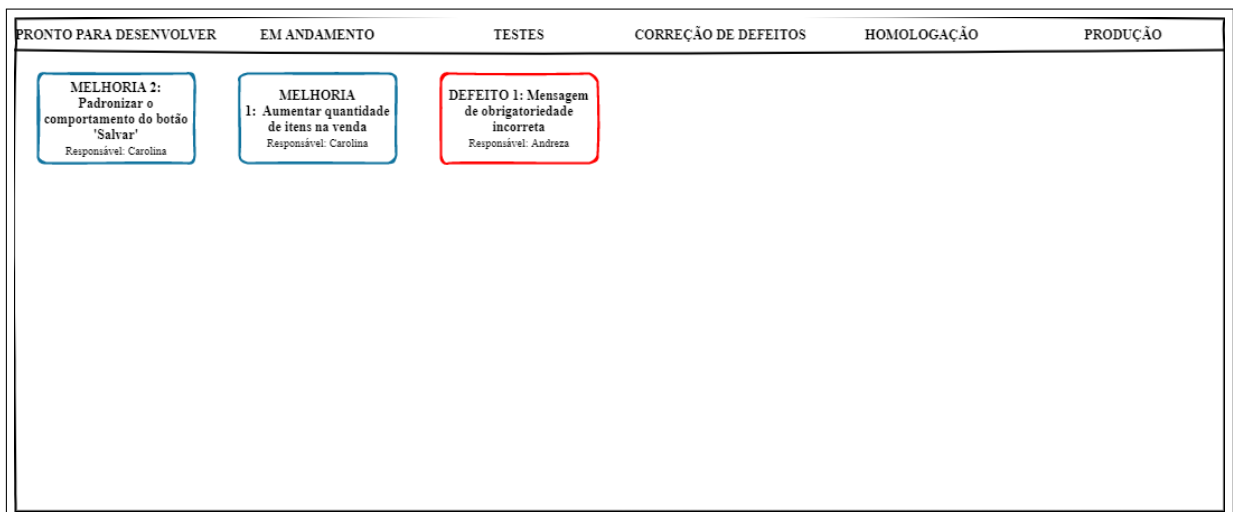 PRONTO PARA DESENVOLVER EM ANDAMENTO TESTES CORREÇÃO DE DEFEITOS HOMOLOGAÇÃO PRODUÇÃO
MELHORIA 2:
Padronizar o
comportamento do botão
'Salvar'
Responsável: Carolina
MELHORIA
1: Aumentar quantidade
de itens na venda
Responsável: Carolina
DEFEITO 1: Mensagem
de obrigatoriedade
incorreta
Responsável: Andreza